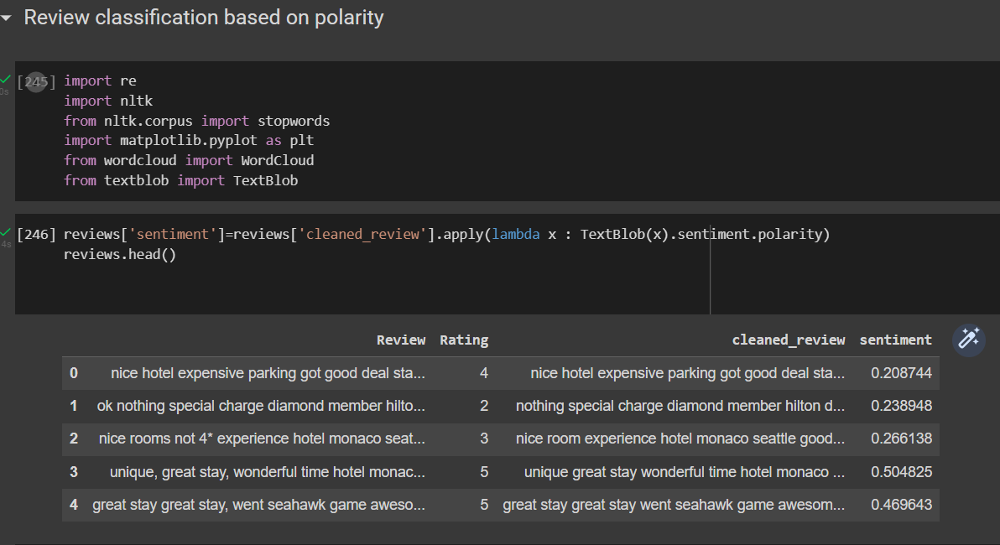 Review classification based on polarity
[245] import re
0s
import nltk
from nltk.corpus import stopwords
import matplotlib.pyplot as plt
from wordcloud import WordCloud
from textblob import TextBlob
[246] reviews['sentiment']=reviews['cleaned_review'].apply(lambda x : TextBlob(x).sentiment.polarity)
4s
reviews.head()
Review Rating cleaned_review sentiment
0 nice hotel expensive parking got good deal sta... 4 nice hotel expensive parking got good deal sta... 0.208744
1 ok nothing special charge diamond member hilto... 2 nothing special charge diamond member hilton d... 0.238948
2 nice rooms not 4* experience hotel monaco seat... 3 nice room experience hotel monaco seattle good... 0.266138
3 unique, great stay, wonderful time hotel monac... 5 unique great stay wonderful time hotel monaco ... 0.504825
4 great stay great stay, went seahawk game aweso... 5 great stay great stay went seahawk game awesom... 0.469643